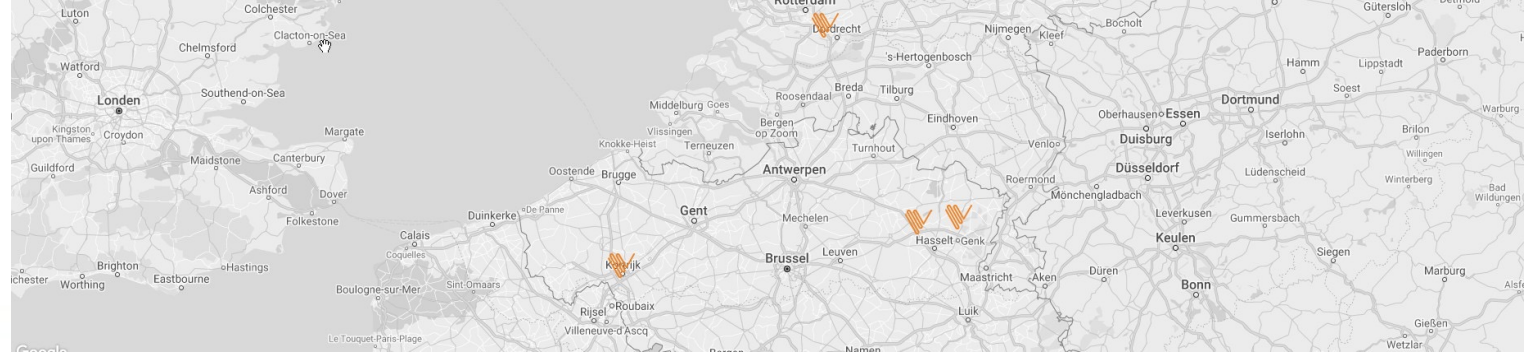 Luton
Colchester
Rotterdam
Gütersloh
Clacton-on-Sea
Dordrecht
Nijmegen
Kleef
Bocholt
Chelmsford
Paderborn
Watford
's-Hertogenbosch
Hamm
Lippstadt
Southend-on-Sea
Breda
Tilburg
Soest
Londen
Middelburg
Goes
Roosendaal
Dortmund
Warburg
Oberhausen
Essen
Kingston
upon-Thames
Croydon
Margate
Vlissingen
Bergen
op Zoom
Eindhoven
Duisburg
Iserlohn
Brilon
Knokke-Heist
Terneuzen
Turnhout
Venlo
Willingen
Guildford
Maidstone
Canterbury
Oostende
Brugge
Antwerpen
Düsseldorf
Lüdenscheid
Winterberg
Roermond
Mönchengladbach
Bad
Wildungen
Ashford
Dover
Folkestone
Duinkerke
De Panne
Gent
Mechelen
Leverkusen
Gummersbach
Calais
Coquelles
Hasselt
Genk
Keulen
Brussel
Leuven
Siegen
Brighton
Hastings
Kortrijk
Worthing
Eastbourne
Maastricht
Aken
Düren
Marburg
Boulogne-sur-Mer
Sint-Omaars
Bonn
Roubaix
Rijsel
Luik
Gießen
Villeneuve-d'Ascq
Le Touquet-Paris-Plage
Wetzlar
Google
Bergen
Namen